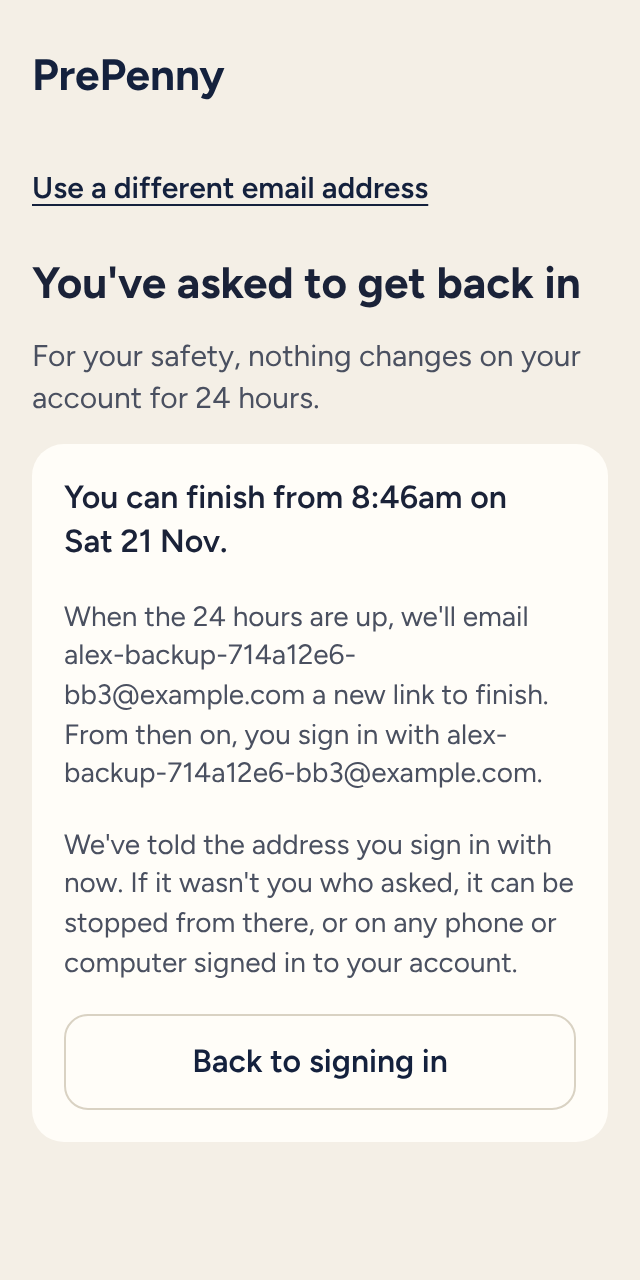 PrePenny
Use a different email address
You've asked to get back in
For your safety, nothing changes on your
account for 24 hours.
You can finish from 8:46am on
Sat 21 Nov.
When the 24 hours are up, we'll email
alex-backup-714a12e6-
bb3@example.com a new link to finish.
From then on, you sign in with alex-
backup-714a12e6-bb3@example.com.
We've told the address you sign in with
now. If it wasn't you who asked, it can be
stopped from there, or on any phone or
computer signed in to your account.
Back to signing in